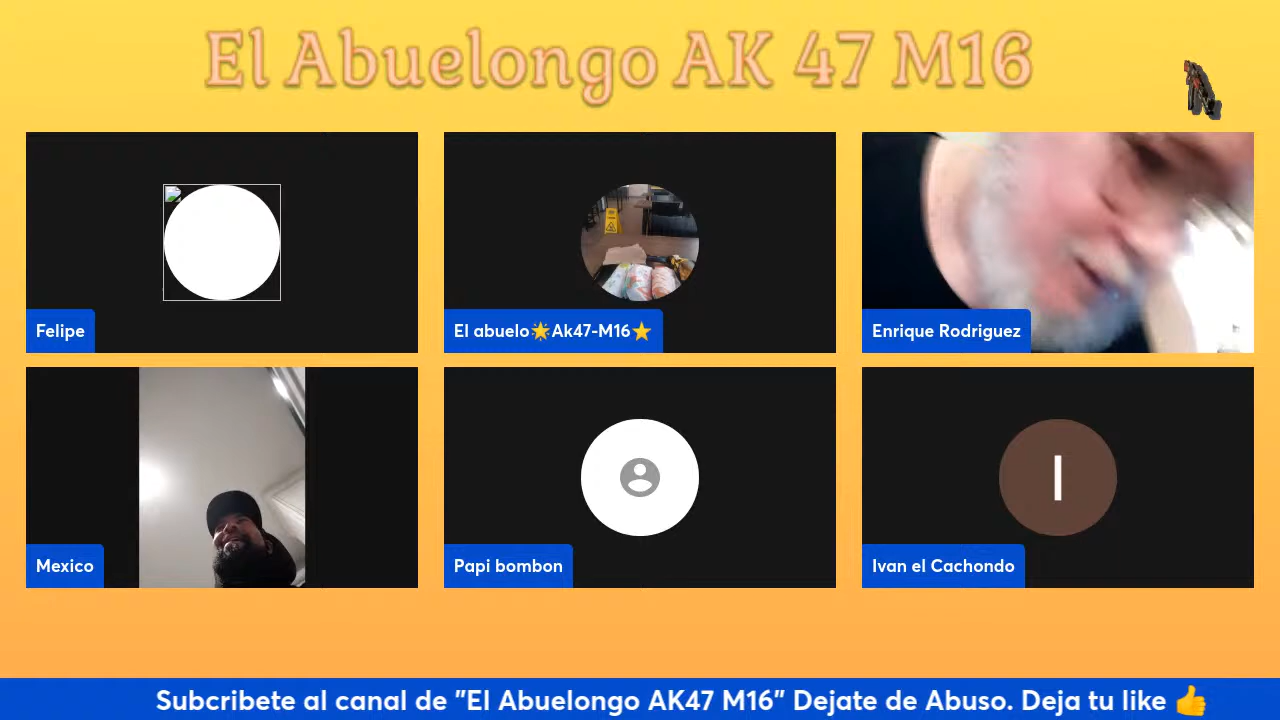 El Abuelongo AK 47 M16
Felipe
El abuelo🌟Ak47-M16⭐
Enrique Rodriguez
Mexico
Papi bombon
I
Ivan el Cachondo
Subcribete al canal de "El Abuelongo AK47 M16" Dejate de Abuso. Deja tu like 👍